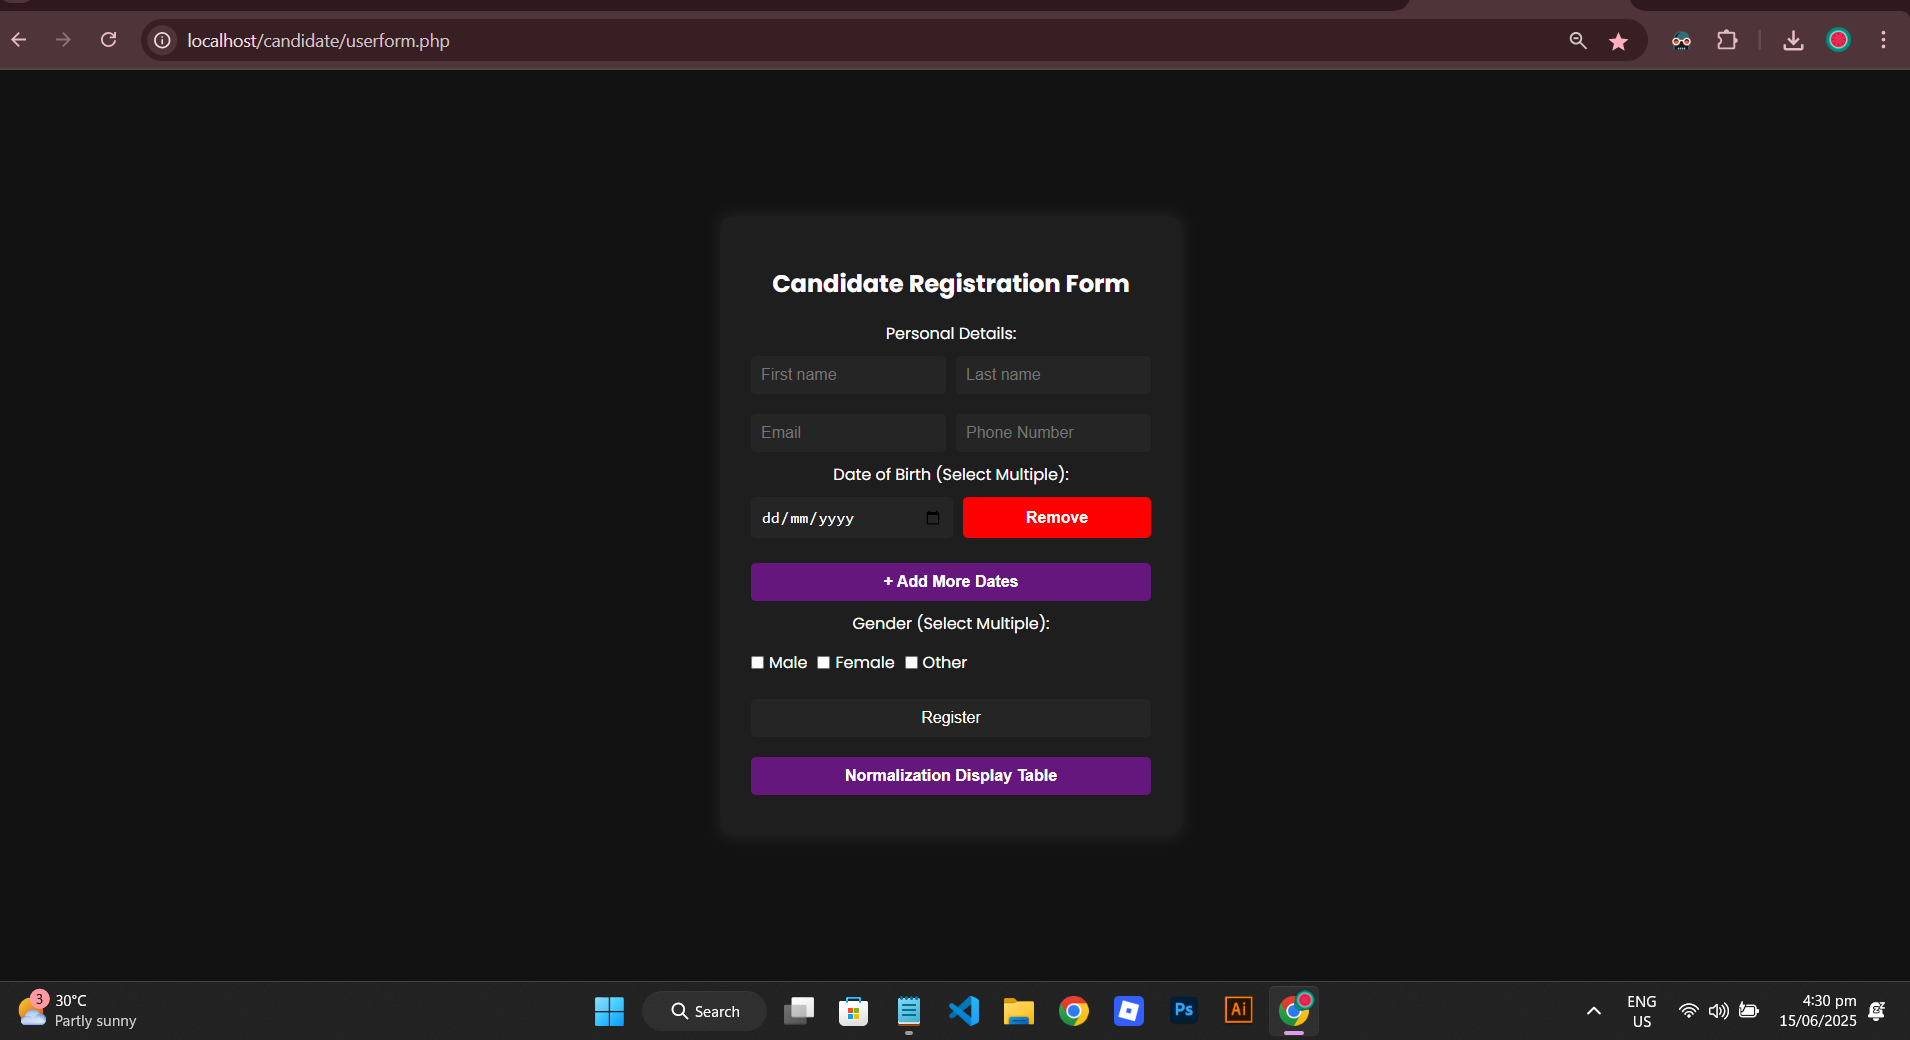 localhost/candidate/userform.php
Candidate Registration Form
Personal Details:
First name
Last name
Email
Phone Number
Date of Birth (Select Multiple):
dd/mm/yyyy
Remove
+ Add More Dates
Gender (Select Multiple):
Male
Female
Other
Register
Normalization Display Table
3
30°C
Partly sunny
Search
Ps
Ai
ENG
US
4:30 pm
15/06/2025